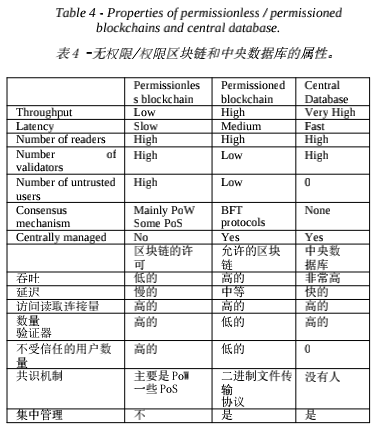 Table 4 - Properties of permissionless / permissioned
blockchains and central database.
表 4 -无权限/权限区块链和中央数据库的属性。
Permissionles
s blockchain
Permissioned
blockchain
Central
Database
Throughput Low High Very High
Latency Slow Medium Fast
Number of readers High High High
Number of
validators
High Low High
Number of untrusted
users
High Low 0
Consensus
mechanism
Mainly PoW
Some PoS
BFT
protocols
None
Centrally managed No Yes Yes
区块链的许
可
允许的区块
链
中央数
据库
吞吐 低的 高的 非常高
延迟 慢的 中等 快的
访问读取连接量 高的 高的 高的
数量
验证器
高的 低的 高的
不受信任的用户数
量
高的 低的 0
共识机制 主要是 PoW
一些 PoS
二进制文件传
输
协议
没有人
集中管理 不 是 是